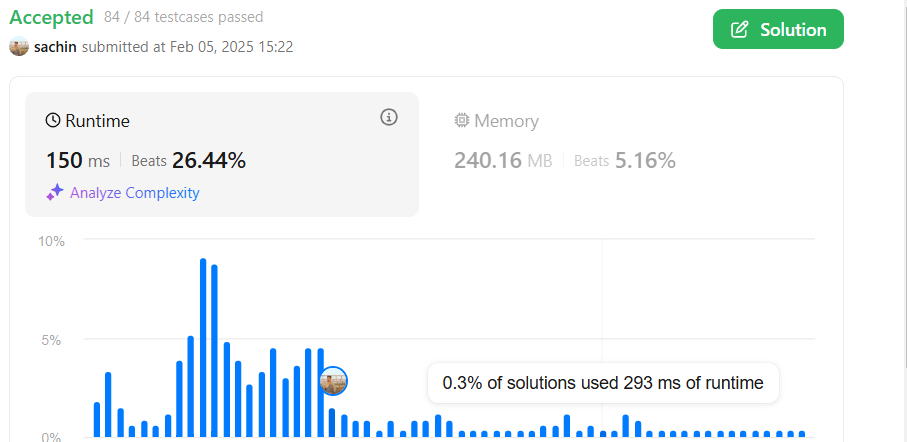 Accepted 84 / 84 testcases passed
sachin submitted at Feb 05, 2025 15:22
Solution
Runtime
150 ms Beats 26.44%
Analyze Complexity
Memory
240.16 MB Beats 5.16%
10%
5%
0%
0.3% of solutions used 293 ms of runtime